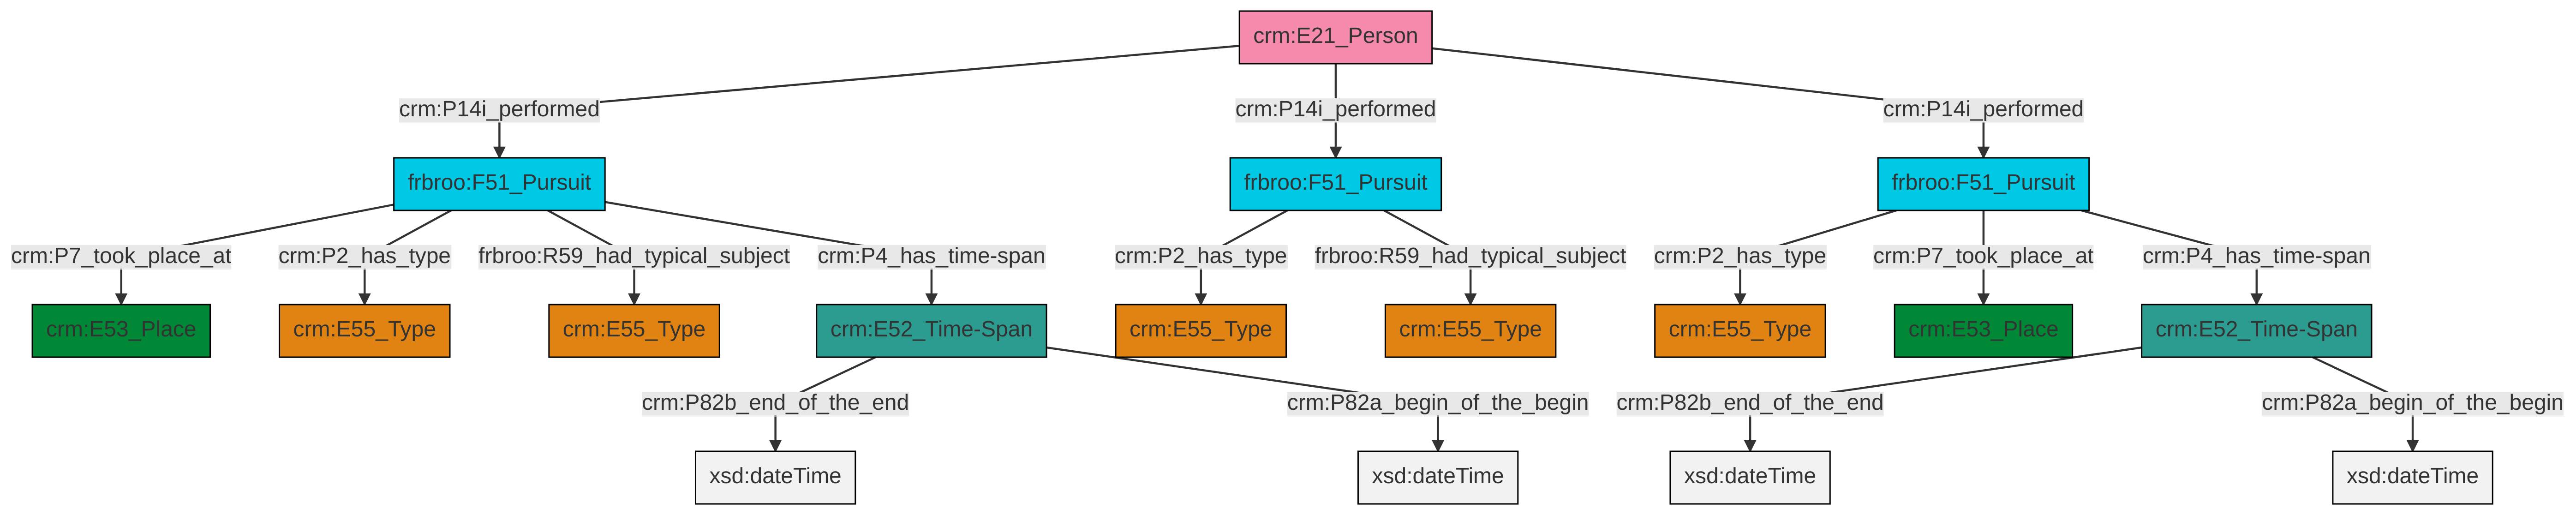 crm:E21_Person
crm:P14i_performed
crm:P14i_performed
crm:P14i_performed
frbroo:F51_Pursuit
frbroo:F51_Pursuit
frbroo:F51_Pursuit
crm:P7_took_place_at
crm:P2_has_type
frbroo:R59_had_typical_subject
crm:P4_has_time-span
crm:P2_has_type
frbroo:R59_had_typical_subject
crm:P2_has_type
crm:P7_took_place_at
crm:P4_has_time-span
crm:E53_Place
crm:E55_Type
crm:E55_Type
crm:E52_Time-Span
crm:E55_Type
crm:E55_Type
crm:E55_Type
crm:E53_Place
crm:E52_Time-Span
crm:P82b_end_of_the_end
crm:P82a_begin_of_the_begin
crm:P82b_end_of_the_end
crm:P82a_begin_of_the_begin
xsd:dateTime
xsd:dateTime
xsd:dateTime
xsd:dateTime